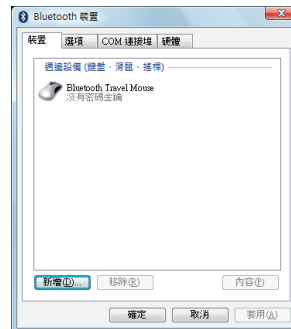 Bluetooth 裝置
裝置 選項 COM 連接埠 硬體
週邊設備 (鍵盤、滑鼠、搖桿)
Bluetooth Travel Mouse
沒有密碼金鑰
新增(D)... 移除(R) 內容(P)
確定 取消 套用(A)